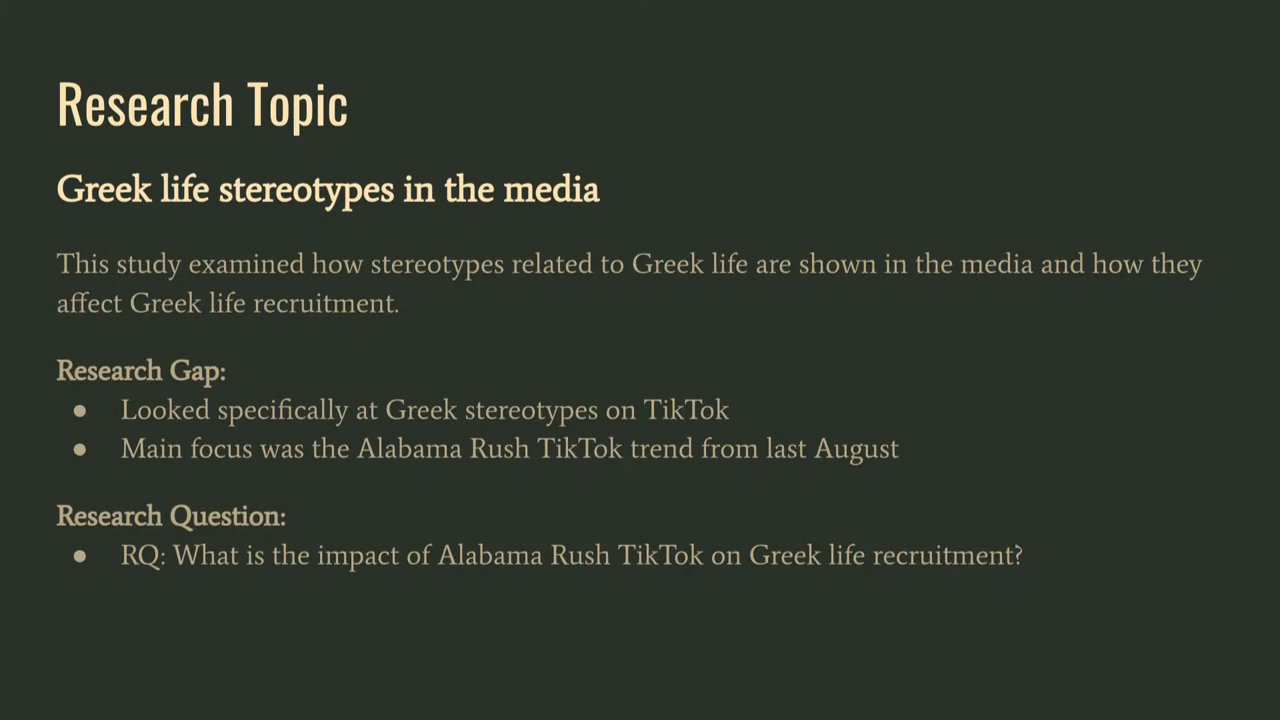 Research Topic
Greek life stereotypes in the media
This study examined how stereotypes related to Greek life are shown in the media and how they
affect Greek life recruitment.
Research Gap:
● Looked specifically at Greek stereotypes on TikTok
● Main focus was the Alabama Rush TikTok trend from last August
Research Question:
● RQ: What is the impact of Alabama Rush TikTok on Greek life recruitment?